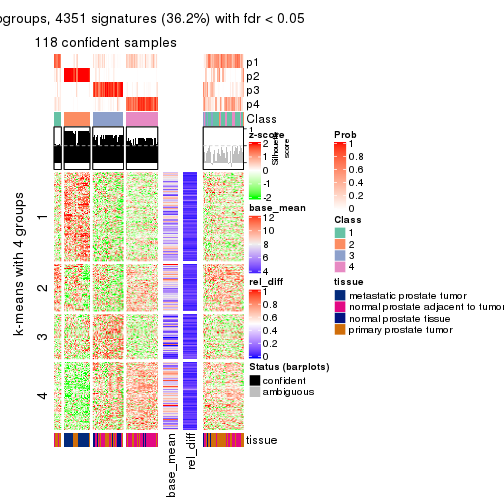 ogroups, 4351 signatures (36.2%) with fdr < 0.05
118 confident samples
p1
p2
p3
p4
Class
Silhouette
score
1
2
3
4
k-means with 4 groups
tissue
base_mean
rel_diff
z-score
2
1
0
-1
-2
base_mean
12
10
8
6
4
rel_diff
1
0.8
0.6
0.4
0.2
0
Status (barplots)
confident
ambiguous
Prob
1
0.8
0.6
0.4
0.2
0
Class
1
2
3
4
tissue
metastatic prostate tumor
normal prostate adjacent to tumor
normal prostate tissue
primary prostate tumor